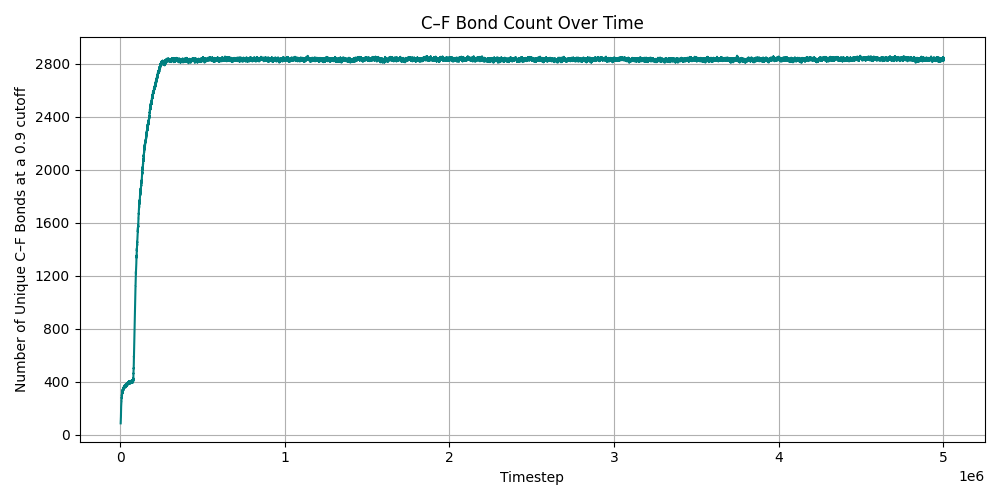 C–F Bond Count Over Time
Number of Unique C–F Bonds at a 0.9 cutoff
2800
2400
2000
1600
1200
800
400
0
0 1 2 3 4 5
1e6
Timestep